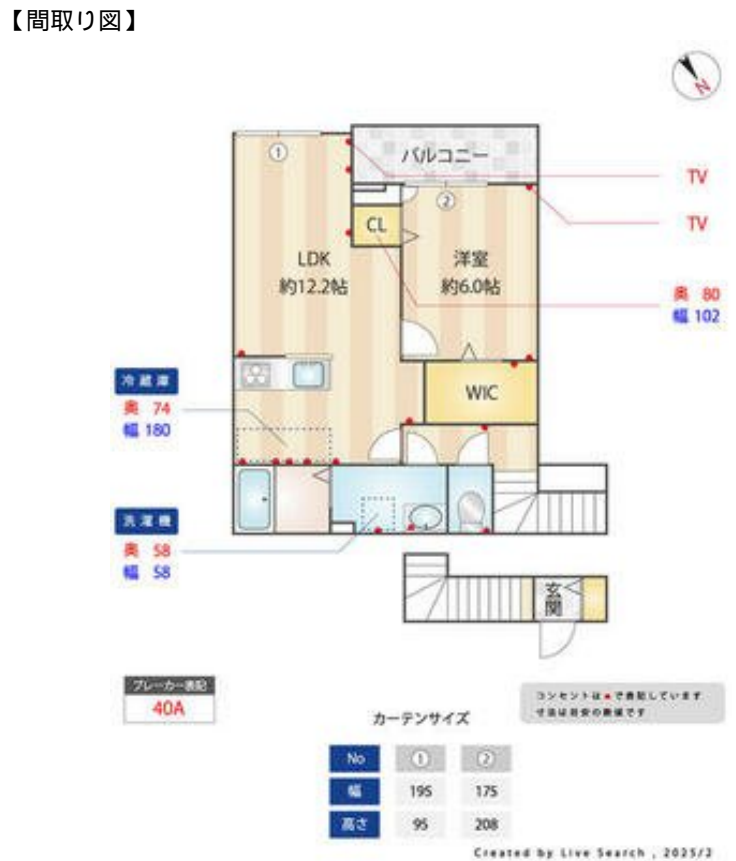 【間取り図】
N
①
バルコニー
TV
②
TV
CL
LDK
約12.2帖
洋室
約6.0帖
奥 80
幅 102
冷蔵庫
奥 74
幅 180
WIC
洗濯機
奥 58
幅 58
玄関
ブレーカー表記
40A
コンセントは●で表記しています
寸法は目安の数値です
カーテンサイズ
No ① ②
幅 195 175
高さ 95 208
Created by Live Search , 2025/2